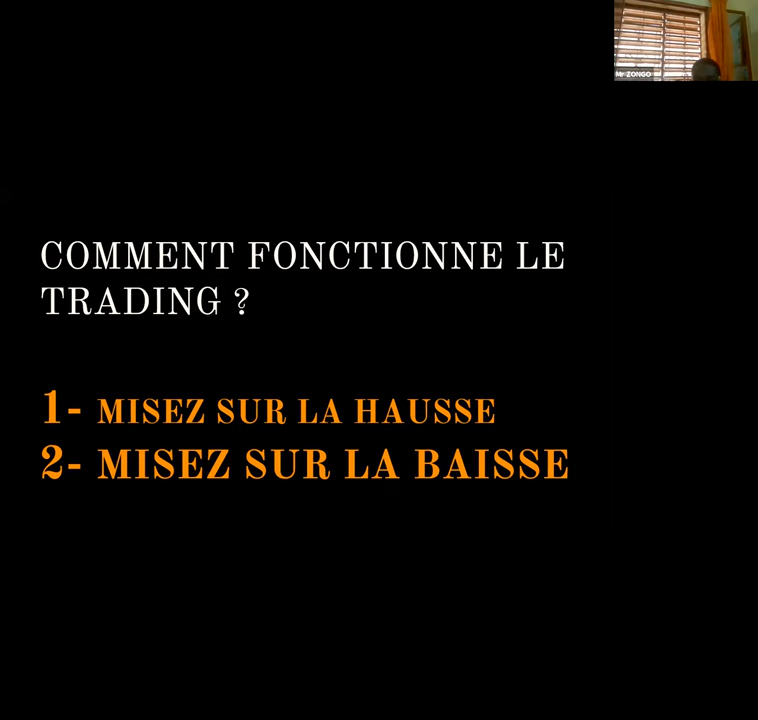 Mr ZONGO
COMMENT FONCTIONNE LE
TRADING ?
1- MISEZ SUR LA HAUSSE
2- MISEZ SUR LA BAISSE